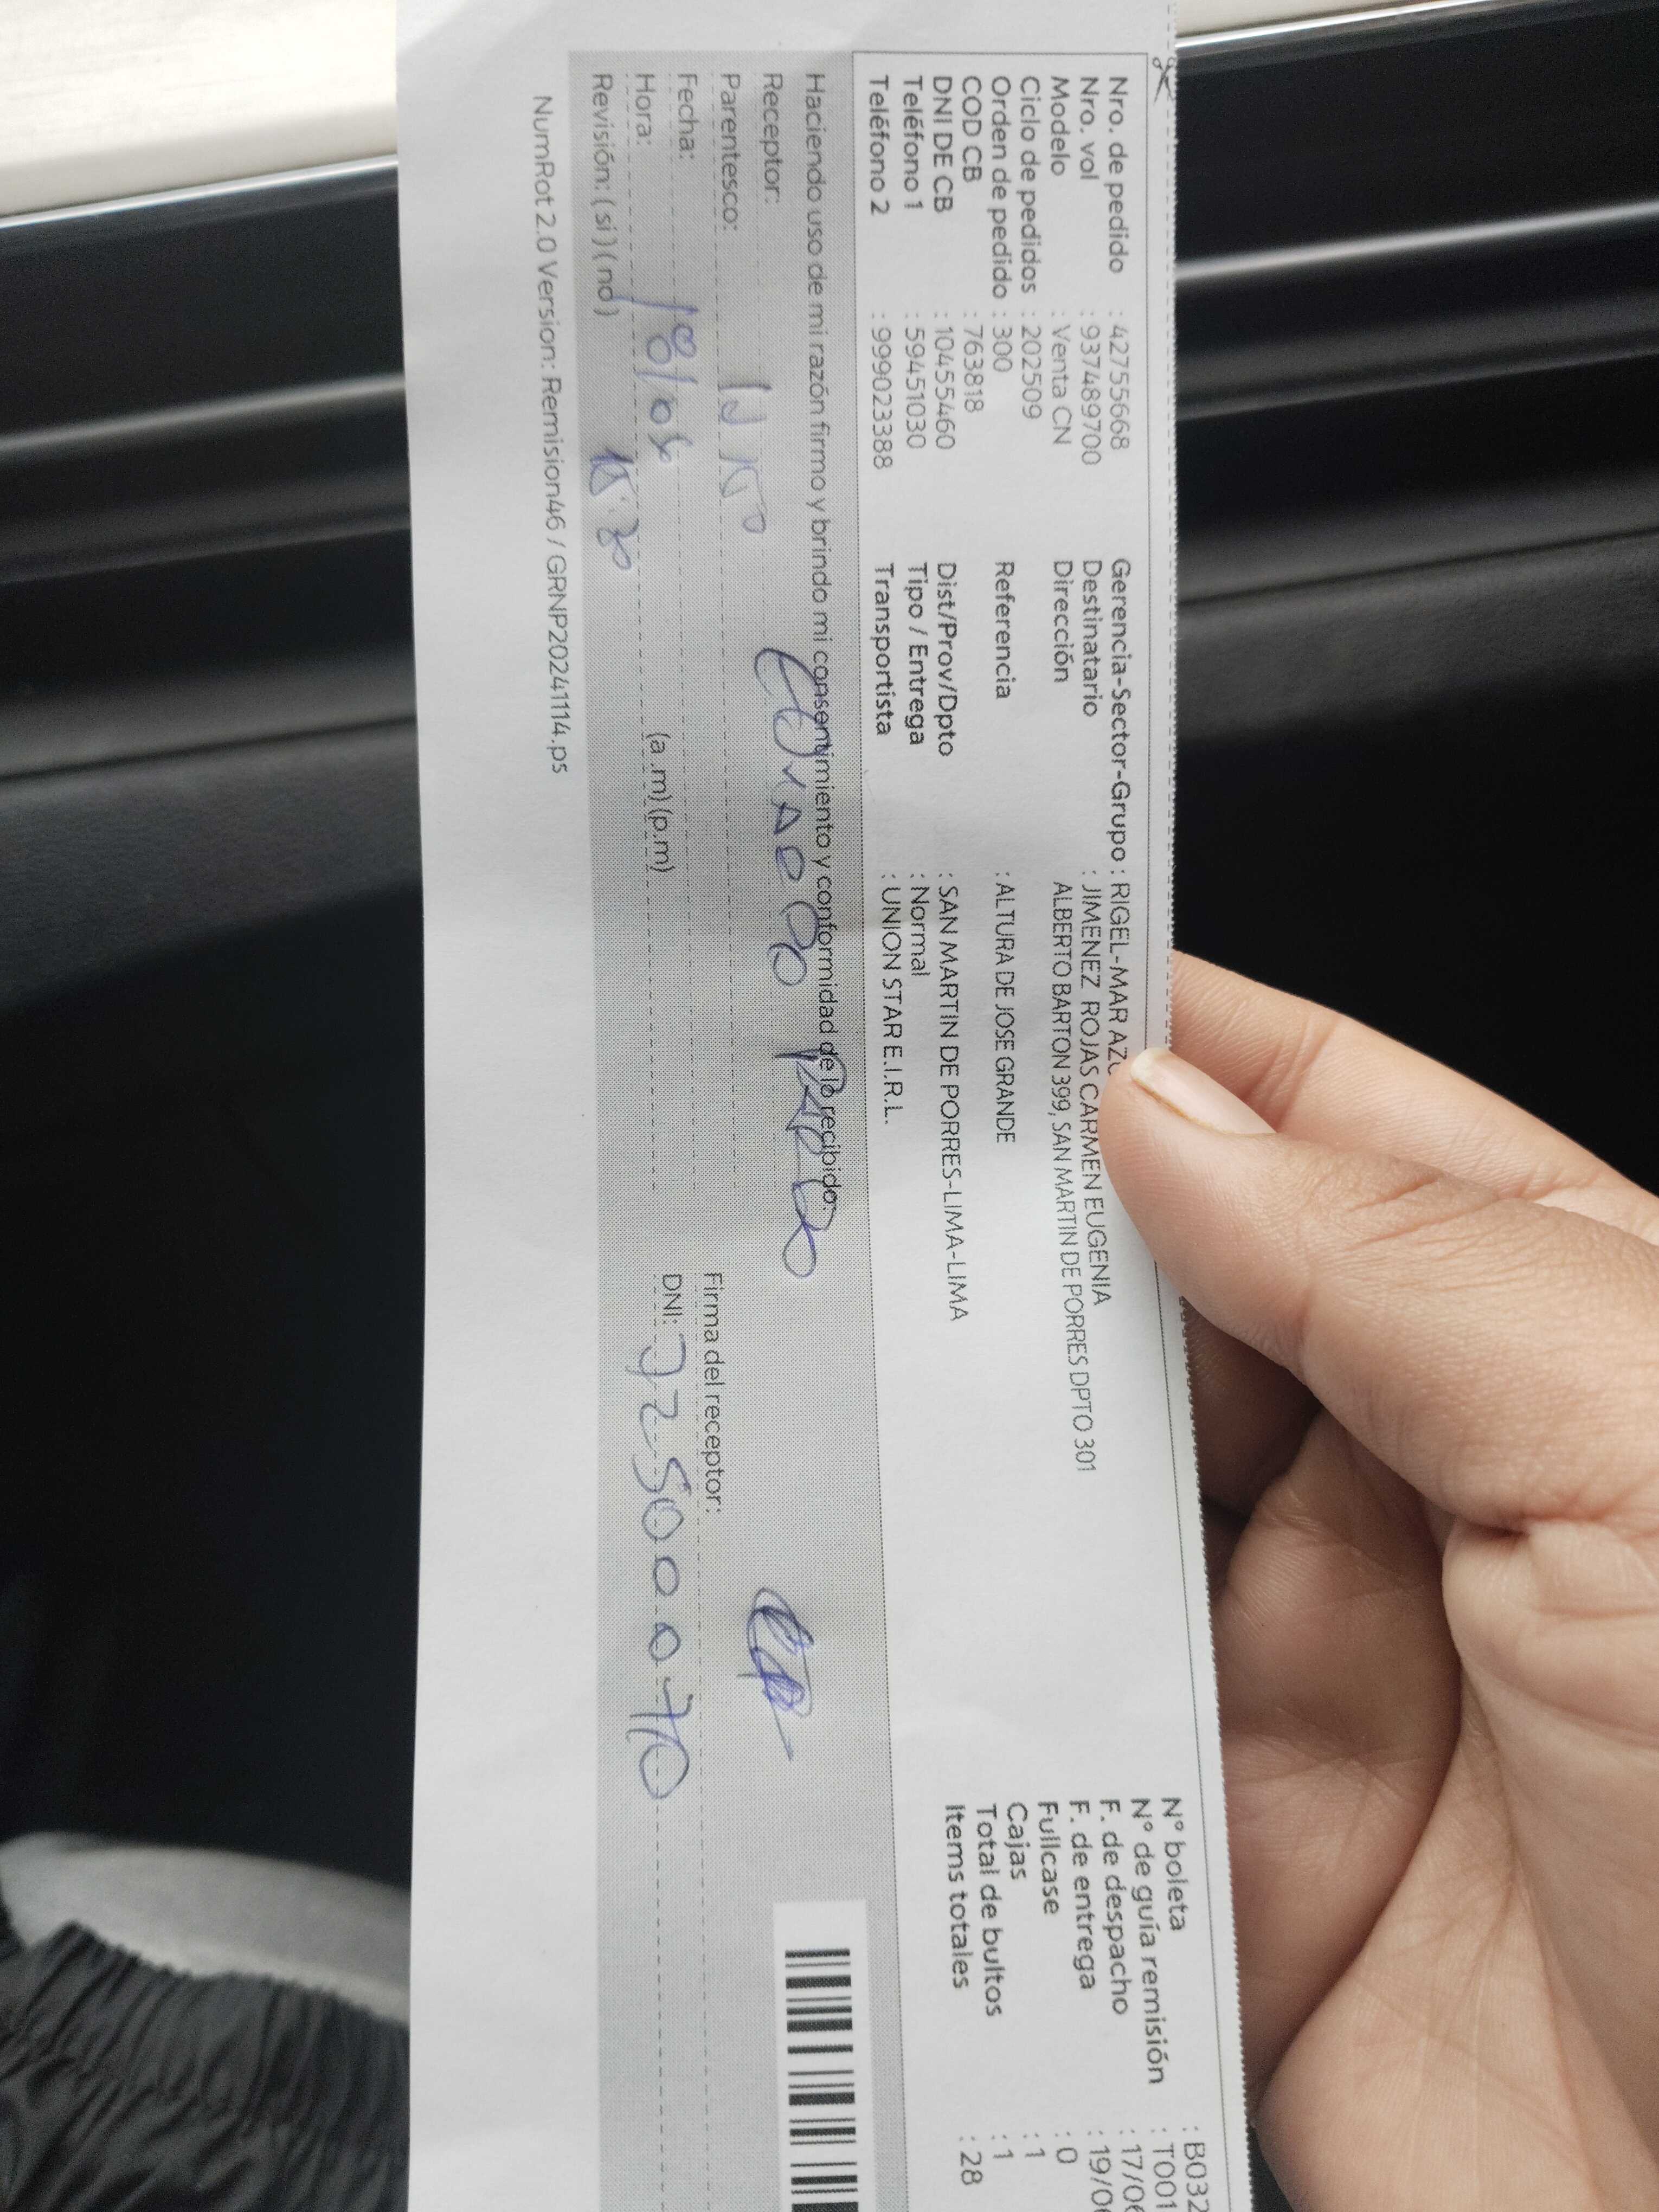 Nro. de pedido : 42755668
Nro. vol : 937489700
Modelo : Venta CN
Ciclo de pedidos : 202509
Orden de pedido : 300
COD CB : 763818
DNI DE CB : 10455460
Teléfono 1 : 59451030
Teléfono 2 : 999023388
Gerencia-Sector-Grupo : RIGEL-MAR
Destinatario : JIMENEZ ROJAS CARMEN EUGENIA
Dirección ALBERTO BARTON 399, SAN MARTIN DE PORRES DPTO 301
Referencia : ALTURA DE JOSE GRANDE
Dist/Prov/Dpto : SAN MARTIN DE PORRES-LIMA-LIMA
Tipo / Entrega : Normal
Transportista : UNION STAR E.I.R.L.
N° boleta : B032
N° de guía remisión : T001
F. de despacho : 17/06
F. de entrega : 19/0
Fullcase : 0
Cajas : 1
Total de bultos : 1
Items totales : 28
Haciendo uso de mi razón firmo y brindo mi consentimiento y conformidad de lo recibido:
Receptor:
Parentesco:
Fecha: 18/06
Hora: (a.m) (p.m)
Revisión: ( si ) ( no )
Firma del receptor:
DNI: 72500070
NumRot 2.0 Version: Remision46 / GRNP20241114.ps